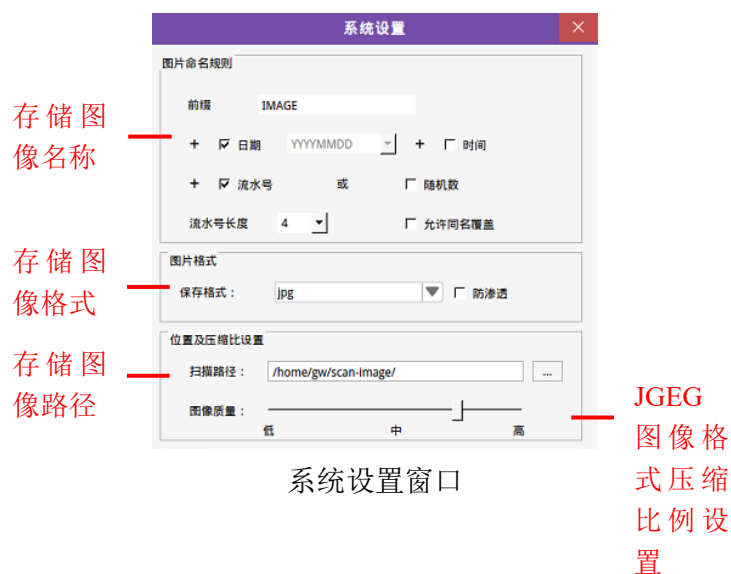 系统设置
图片命名规则
前缀 IMAGE
+ 日期 YYYYMMDD + 时间
+ 流水号 或 随机数
流水号长度 4 允许同名覆盖
存储图
像名称
图片格式
保存格式： jpg 防渗透
存储图
像格式
位置及压缩比设置
扫描路径： /home/gw/scan-image/ ...
图像质量：
低 中 高
存储图
像路径
JGEG
图像格
式压缩
比例设
置
系统设置窗口